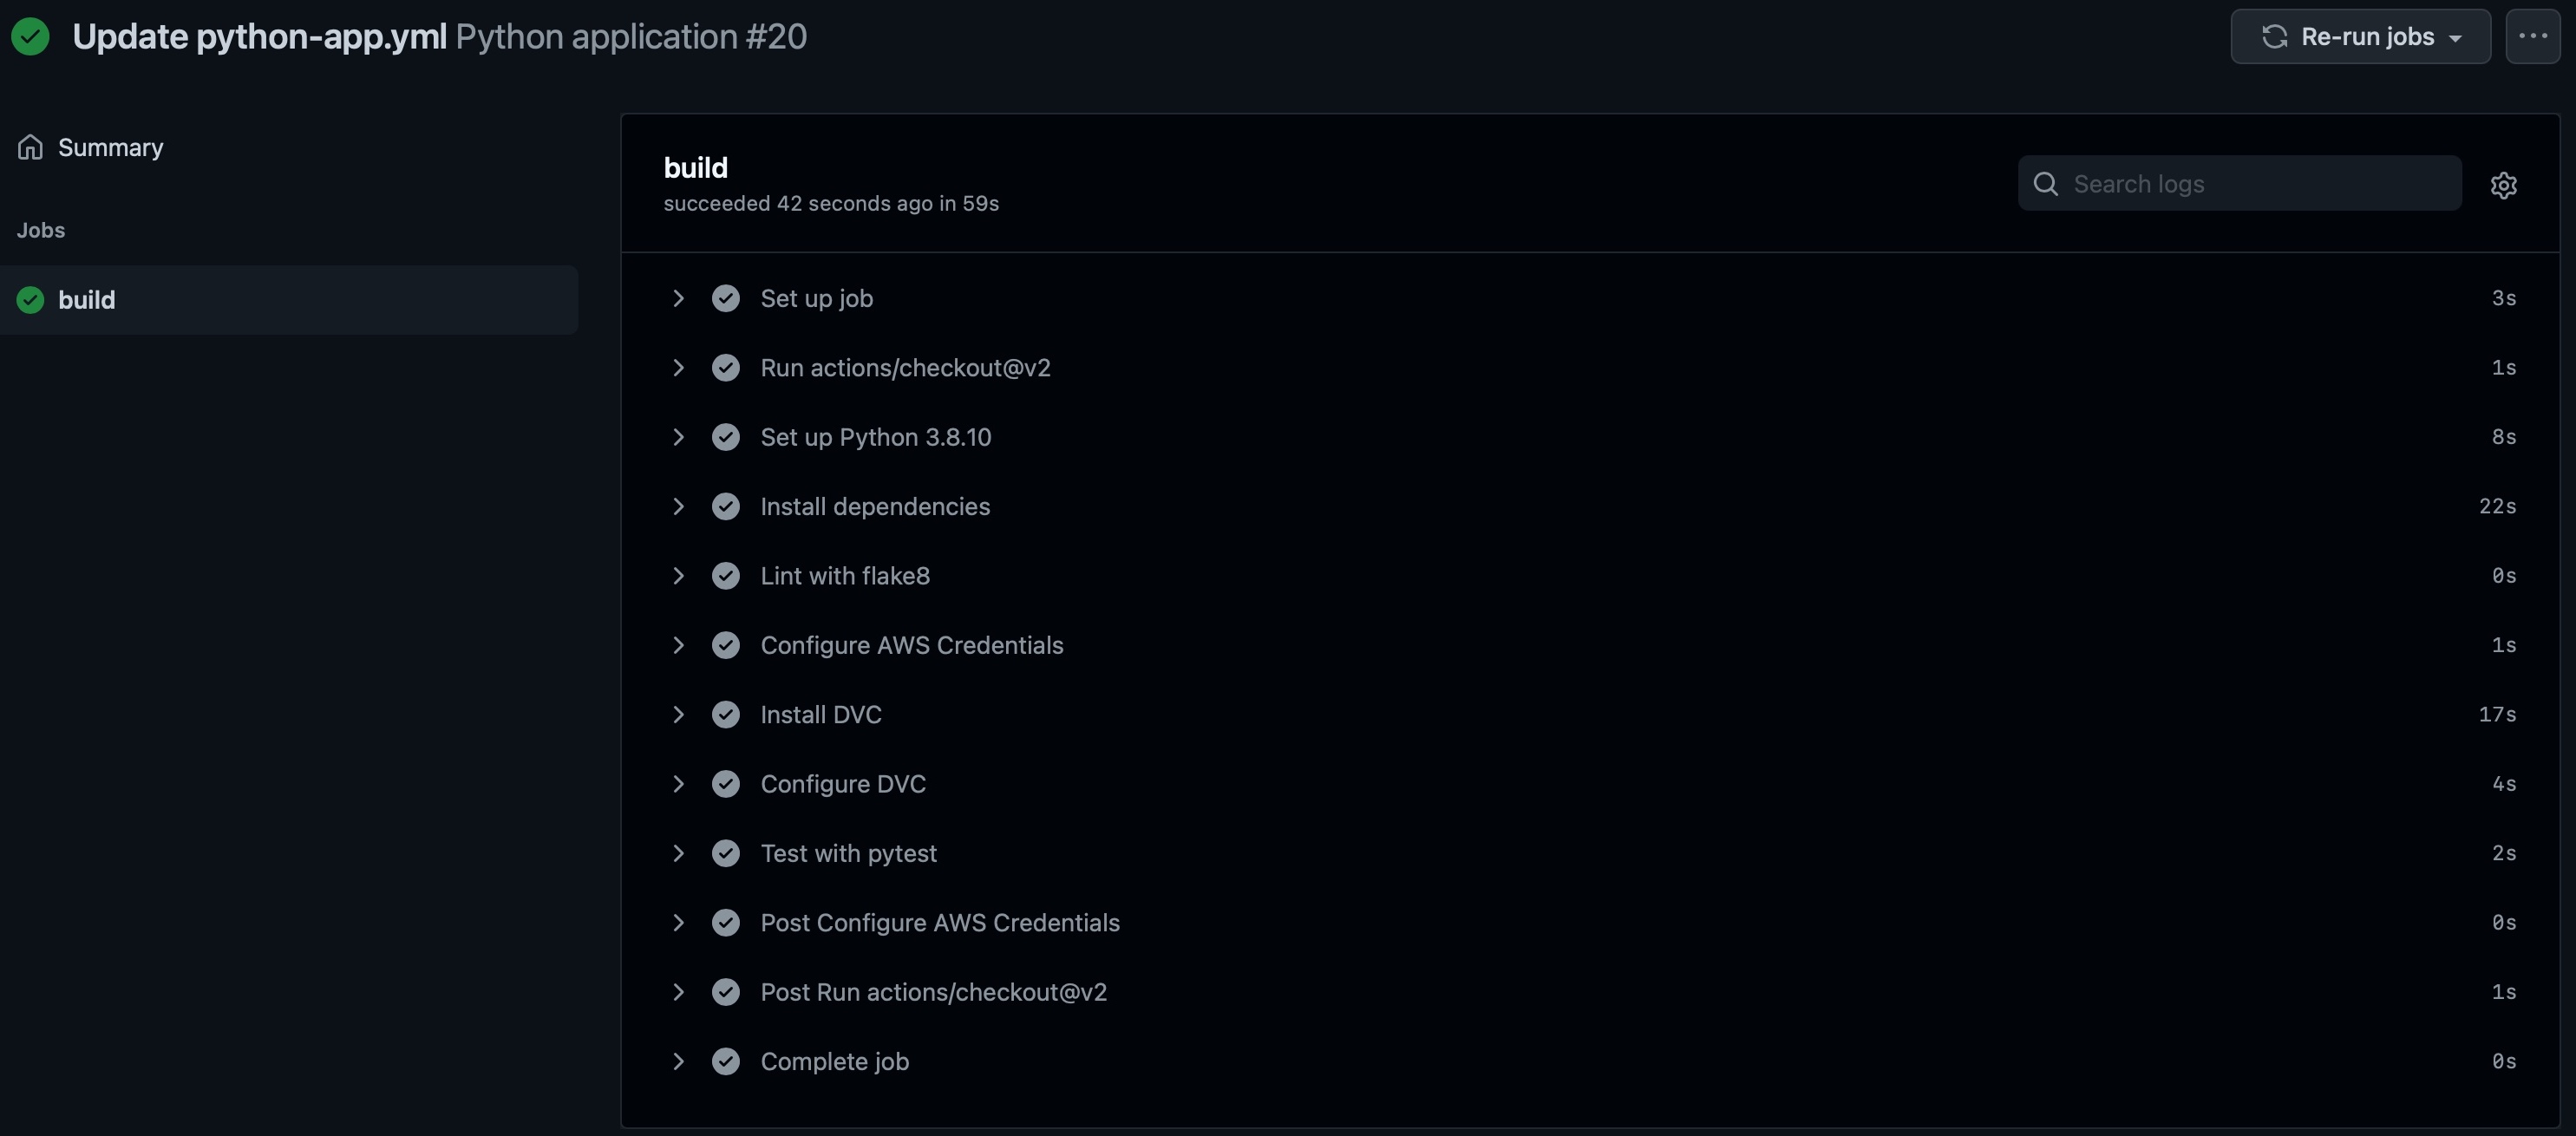 Update python-app.yml Python application #20
Re-run jobs
Summary
Jobs
build
build
succeeded 42 seconds ago in 59s
Search logs
Set up job 3s
Run actions/checkout@v2 1s
Set up Python 3.8.10 8s
Install dependencies 22s
Lint with flake8 0s
Configure AWS Credentials 1s
Install DVC 17s
Configure DVC 4s
Test with pytest 2s
Post Configure AWS Credentials 0s
Post Run actions/checkout@v2 1s
Complete job 0s